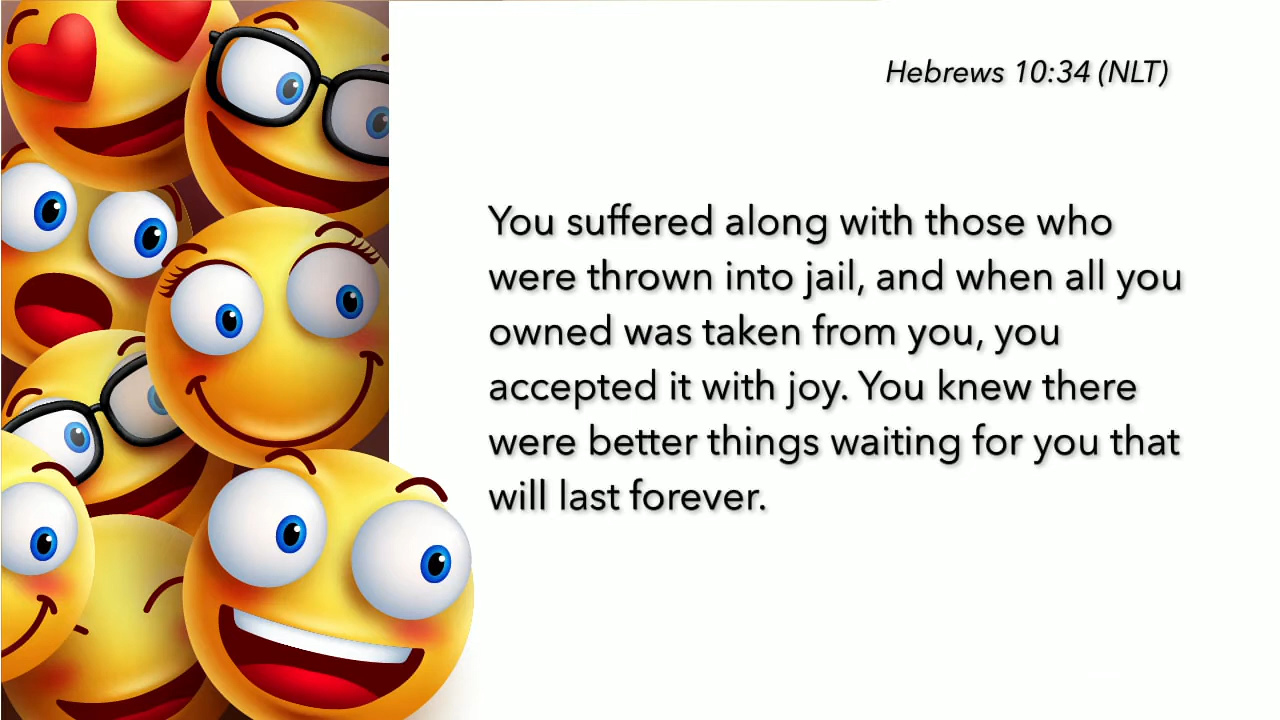 Hebrews 10:34 (NLT)
You suffered along with those who
were thrown into jail, and when all you
owned was taken from you, you
accepted it with joy. You knew there
were better things waiting for you that
will last forever.